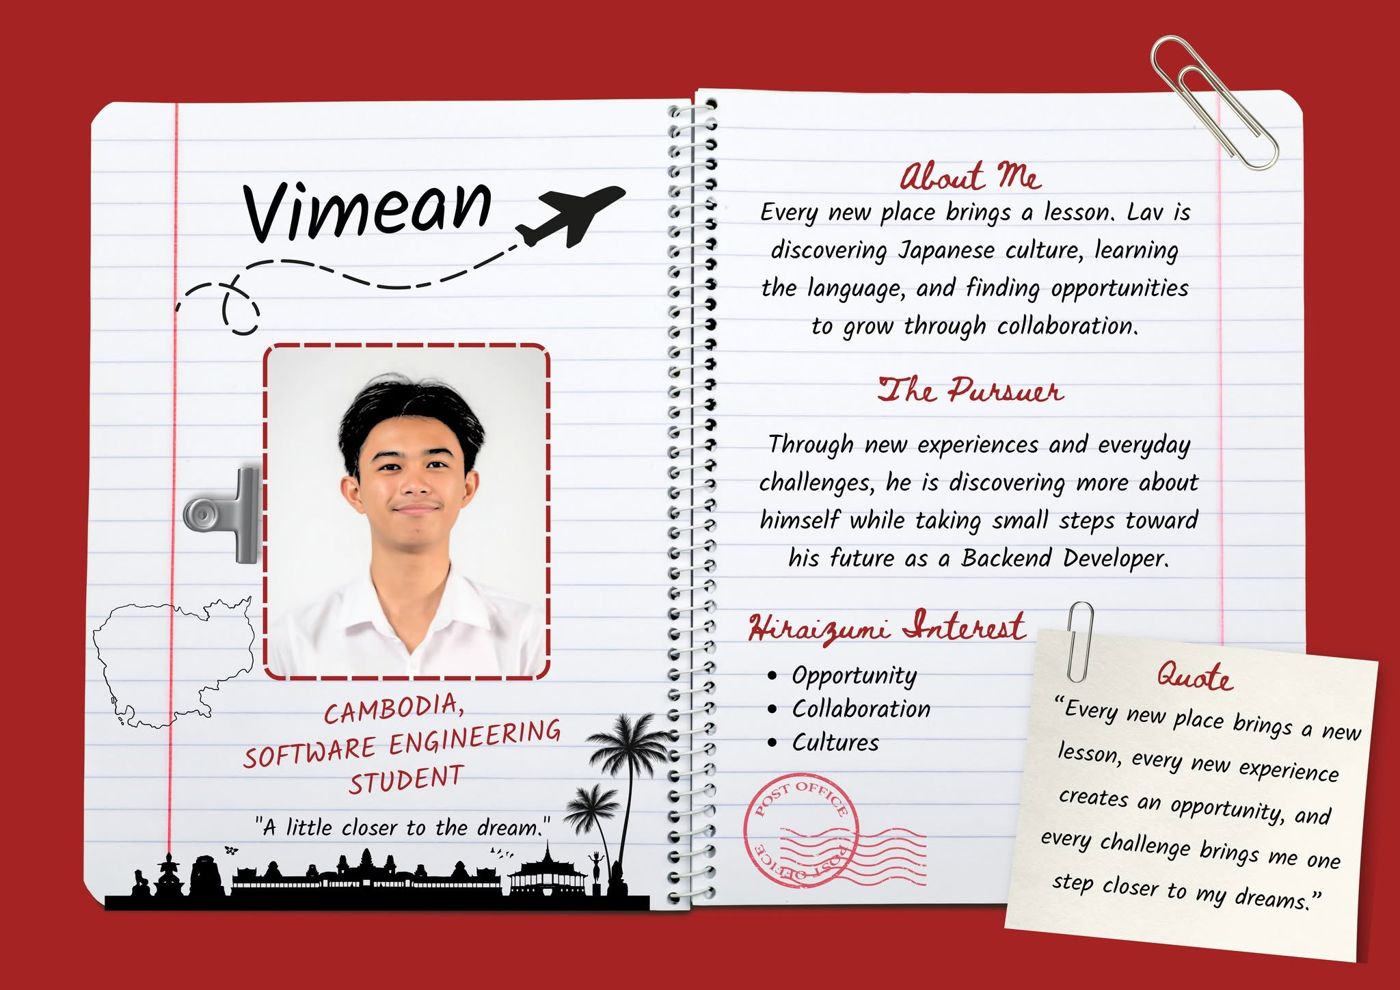 Vimean
CAMBODIA,
SOFTWARE ENGINEERING
STUDENT
"A little closer to the dream."
About Me
Every new place brings a lesson. Lav is
discovering Japanese culture, learning
the language, and finding opportunities
to grow through collaboration.
The Pursuer
Through new experiences and everyday
challenges, he is discovering more about
himself while taking small steps toward
his future as a Backend Developer.
Hiraizumi Interest
• Opportunity
• Collaboration
• Cultures
POST OFFICE
POST OFFICE
Quote
“Every new place brings a new
lesson, every new experience
creates an opportunity, and
every challenge brings me one
step closer to my dreams.”